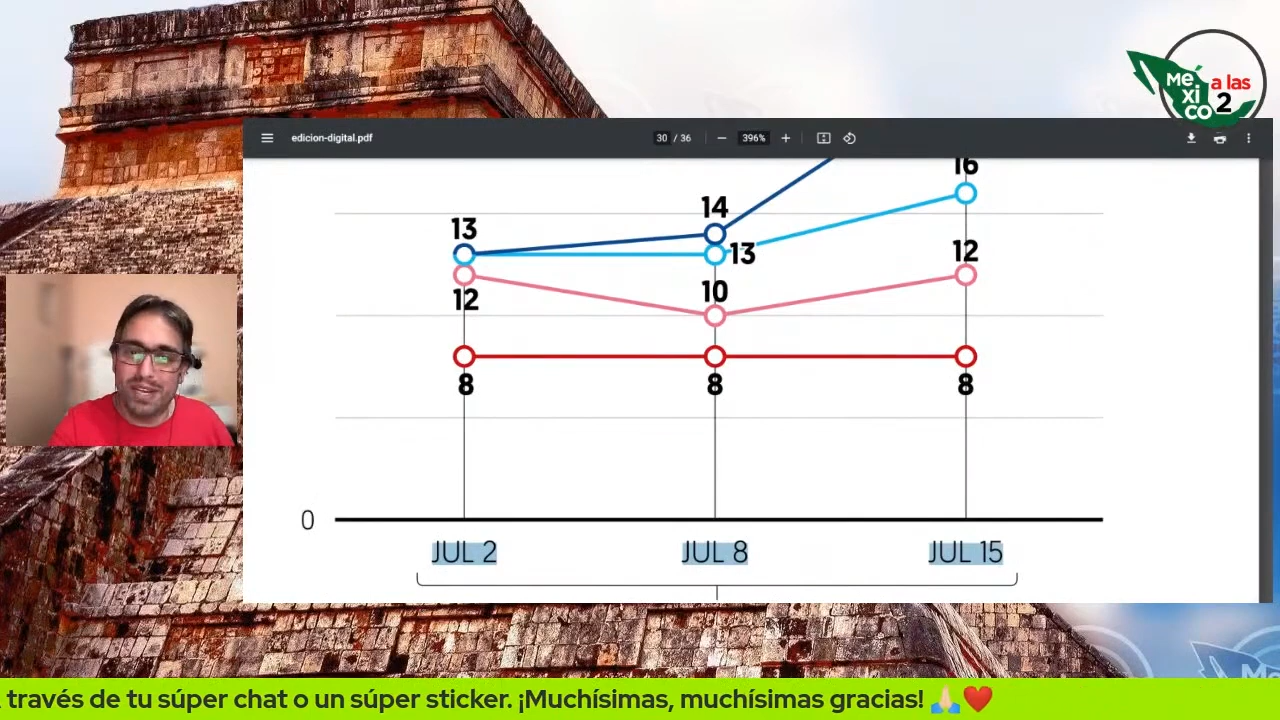 Mé a las
xi
co 2
edicion-digital.pdf 30 / 36 396%
16
14
13
13
12
12
10
8 8 8
0
JUL 2 JUL 8 JUL 15
través de tu súper chat o un súper sticker. ¡Muchísimas, muchísimas gracias! 🙏🏻❤️